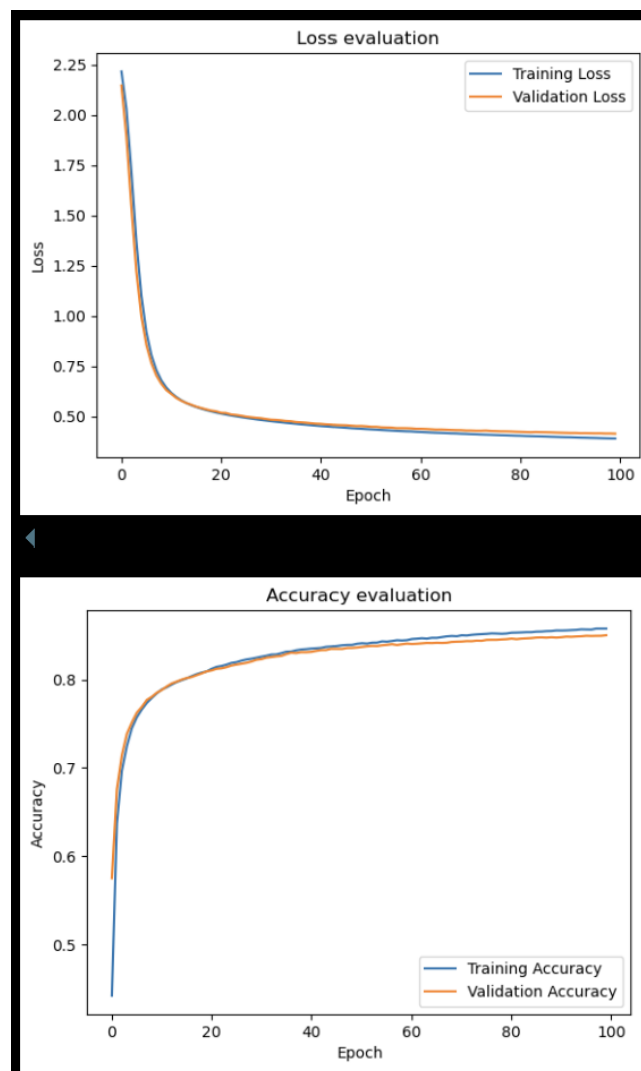 Loss evaluation
2.25
2.00
1.75
1.50
1.25
1.00
0.75
0.50
Loss
Training Loss
Validation Loss
0 20 40 60 80 100
Epoch
Accuracy evaluation
0.8
0.7
0.6
0.5
Accuracy
Training Accuracy
Validation Accuracy
0 20 40 60 80 100
Epoch